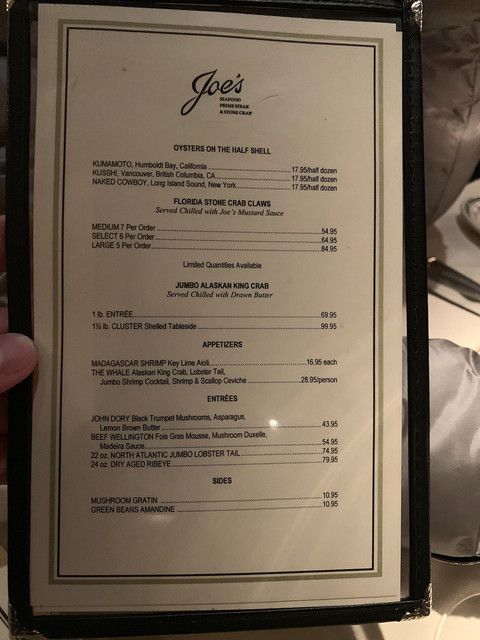 Joe's
SEAFOOD
PRIME STEAK
& STONE CRAB
OYSTERS ON THE HALF SHELL
KUMAMOTO, Humboldt Bay, California 17.95/half dozen
KUSSHI, Vancouver, British Columbia, CA 17.95/half dozen
NAKED COWBOY, Long Island Sound, New York 17.95/half dozen
FLORIDA STONE CRAB CLAWS
Served Chilled with Joe's Mustard Sauce
MEDIUM 7 Per Order 54.95
SELECT 6 Per Order 64.95
LARGE 5 Per Order 84.95
Limited Quantities Available
JUMBO ALASKAN KING CRAB
Served Chilled with Drawn Butter
1 lb. ENTRÉE 69.95
1½ lb. CLUSTER Shelled Tableside 99.95
APPETIZERS
MADAGASCAR SHRIMP Key Lime Aioli 16.95 each
THE WHALE Alaskan King Crab, Lobster Tail,
Jumbo Shrimp Cocktail, Shrimp & Scallop Ceviche 28.95/person
ENTRÉES
JOHN DORY Black Trumpet Mushrooms, Asparagus,
Lemon Brown Butter 43.95
BEEF WELLINGTON Fois Gras Mousse, Mushroom Duxelle,
Madeira Sauce 54.95
22 oz. NORTH ATLANTIC JUMBO LOBSTER TAIL 74.95
24 oz. DRY AGED RIBEYE 79.95
SIDES
MUSHROOM GRATIN 10.95
GREEN BEANS AMANDINE 10.95